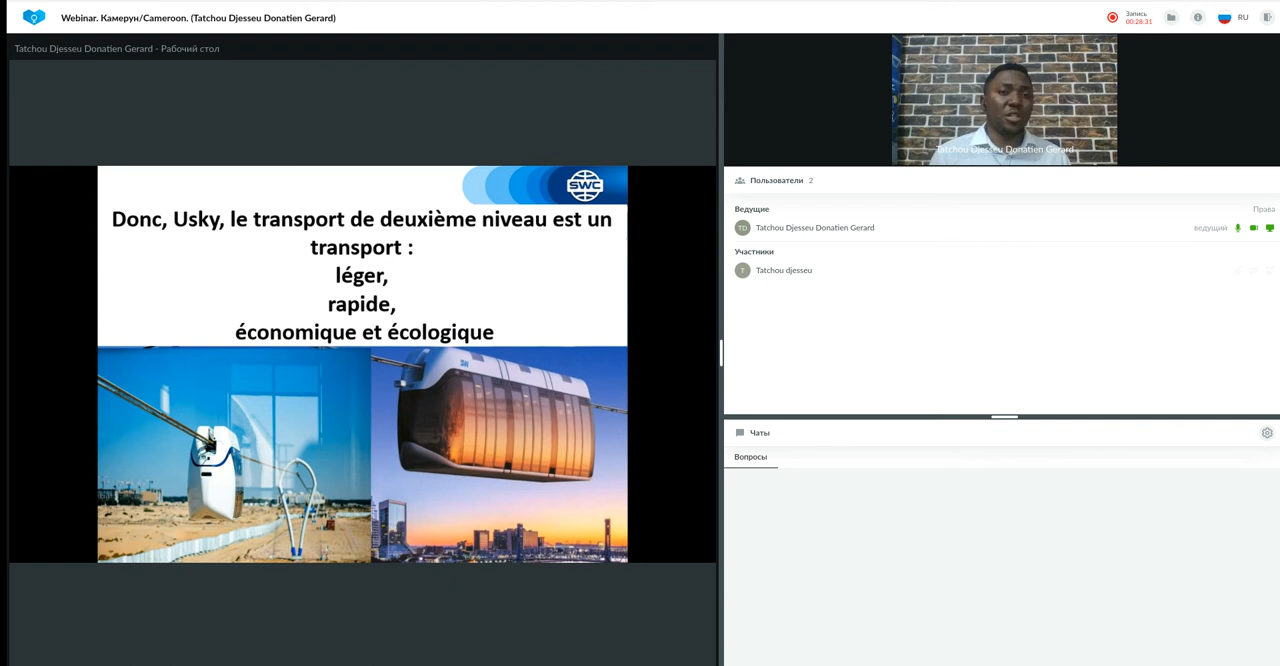 Webinar. Камерун/Cameroon. (Tatchou Djesseu Donatien Gerard)
Запись
00:28:31
RU
Tatchou Djesseu Donatien Gerard - Рабочий стол
SWC
Donc, Usky, le transport de deuxième niveau est un
transport :
léger,
rapide,
économique et écologique
Tatchou Djesseu Donatien Gerard
Пользователи 2
Ведущие Права
TD Tatchou Djesseu Donatien Gerard ведущий
Участники
T Tatchou djesseu
Чаты
Вопросы